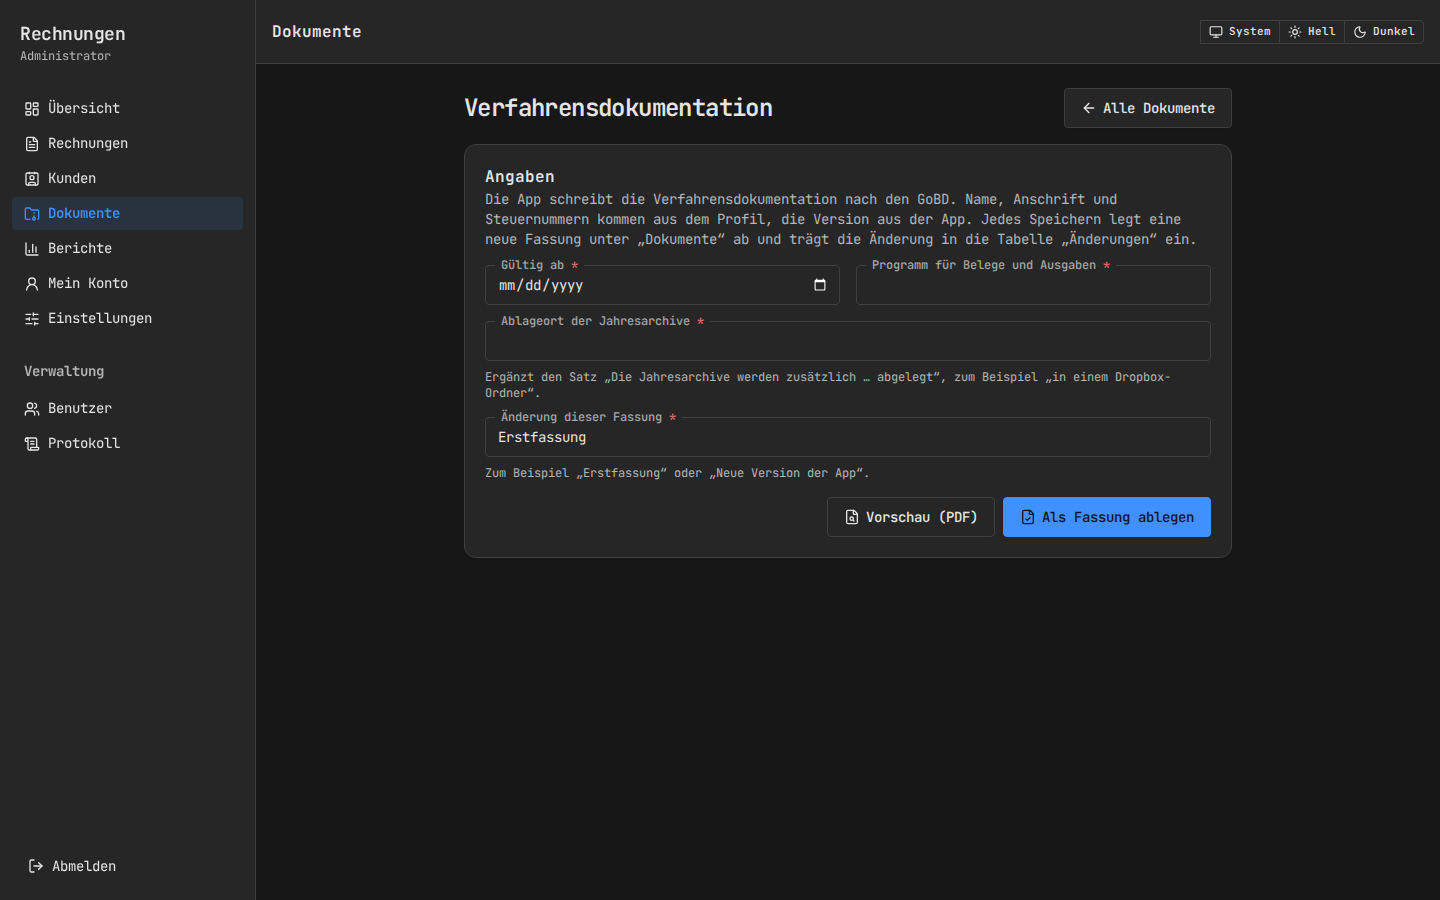 Rechnungen
Administrator
Übersicht
Rechnungen
Kunden
Dokumente
Berichte
Mein Konto
Einstellungen
Verwaltung
Benutzer
Protokoll
Abmelden
Dokumente
System
Hell
Dunkel
Verfahrensdokumentation
Alle Dokumente
Angaben
Die App schreibt die Verfahrensdokumentation nach den GoBD. Name, Anschrift und
Steuernummern kommen aus dem Profil, die Version aus der App. Jedes Speichern legt eine
neue Fassung unter „Dokumente“ ab und trägt die Änderung in die Tabelle „Änderungen“ ein.
Gültig ab *
mm/dd/yyyy
Programm für Belege und Ausgaben *
Ablageort der Jahresarchive *
Ergänzt den Satz „Die Jahresarchive werden zusätzlich … abgelegt“, zum Beispiel „in einem Dropbox-
Ordner“.
Änderung dieser Fassung *
Erstfassung
Zum Beispiel „Erstfassung“ oder „Neue Version der App“.
Vorschau (PDF)
Als Fassung ablegen